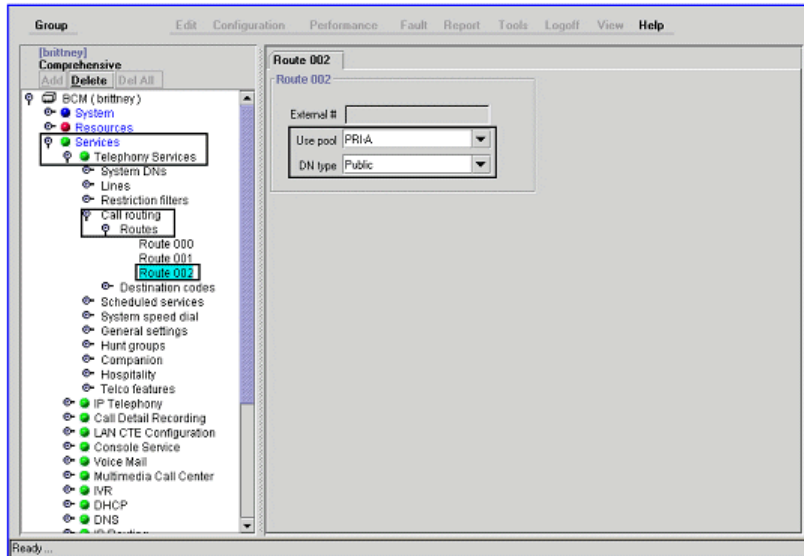 Group Edit Configuration Performance Fault Report Tools Logoff View Help
[brittney]
Comprehensive
Add Delete Del All
BCM ( brittney )
System
Resources
Services
Telephony Services
System DNs
Lines
Restriction filters
Call routing
Routes
Route 000
Route 001
Route 002
Destination codes
Scheduled services
System speed dial
General settings
Hunt groups
Companion
Hospitality
Telco features
IP Telephony
Call Detail Recording
LAN CTE Configuration
Console Service
Voice Mail
Multimedia Call Center
IVR
DHCP
DNS
Route 002
Route 002
External #
Use pool PRI-A
DN type Public
Ready ...